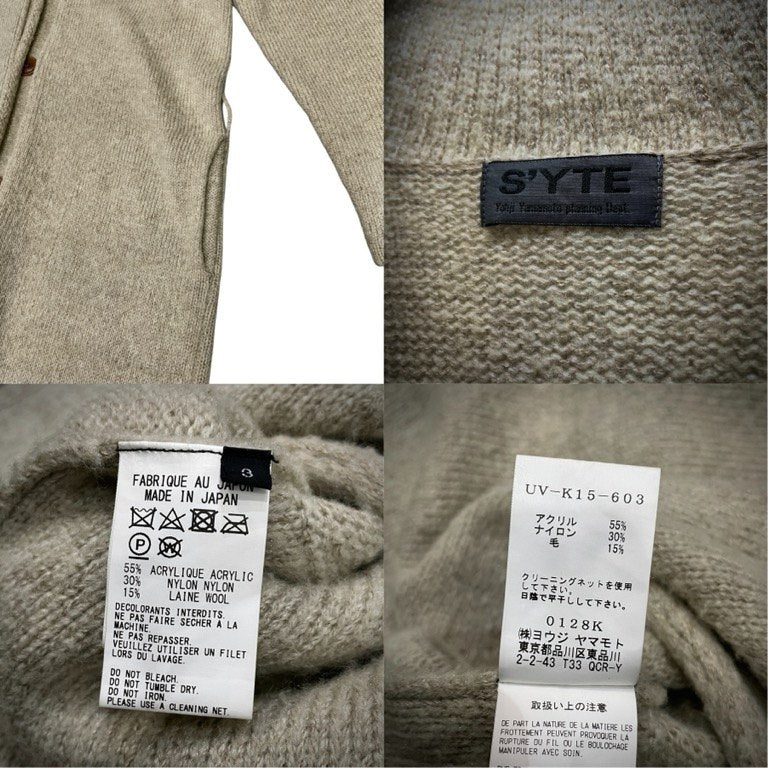 S'YTE
Yohji Yamamoto planning Dept.
3
FABRIQUE AU JAPON
MADE IN JAPAN
P
W
55% ACRYLIQUE ACRYLIC
30% NYLON NYLON
15% LAINE WOOL
DECOLORANTS INTERDITS.
NE PAS FAIRE SÉCHER À LA
MACHINE.
NE PAS REPASSER.
VEUILLEZ UTILISER UN FILET
LORS DU LAVAGE.
DO NOT BLEACH.
DO NOT TUMBLE DRY.
DO NOT IRON.
PLEASE USE A CLEANING NET.
UV-K15-603
アクリル 55%
ナイロン 30%
毛 15%
クリーニングネットを使用
して下さい。
日陰で平干しして下さい。
0128K
㈱ヨウジ ヤマモト
東京都品川区東品川
2-2-43 T33 QCR-Y
取扱い上の注意
DE PART LA NATURE DE LA MATIERE LES
FROTTEMENT PEUVENT PROVOQUER LA
RUPTURE DU FIL OU LE BOULOCHAGE
MANIPULER AVEC SOIN.